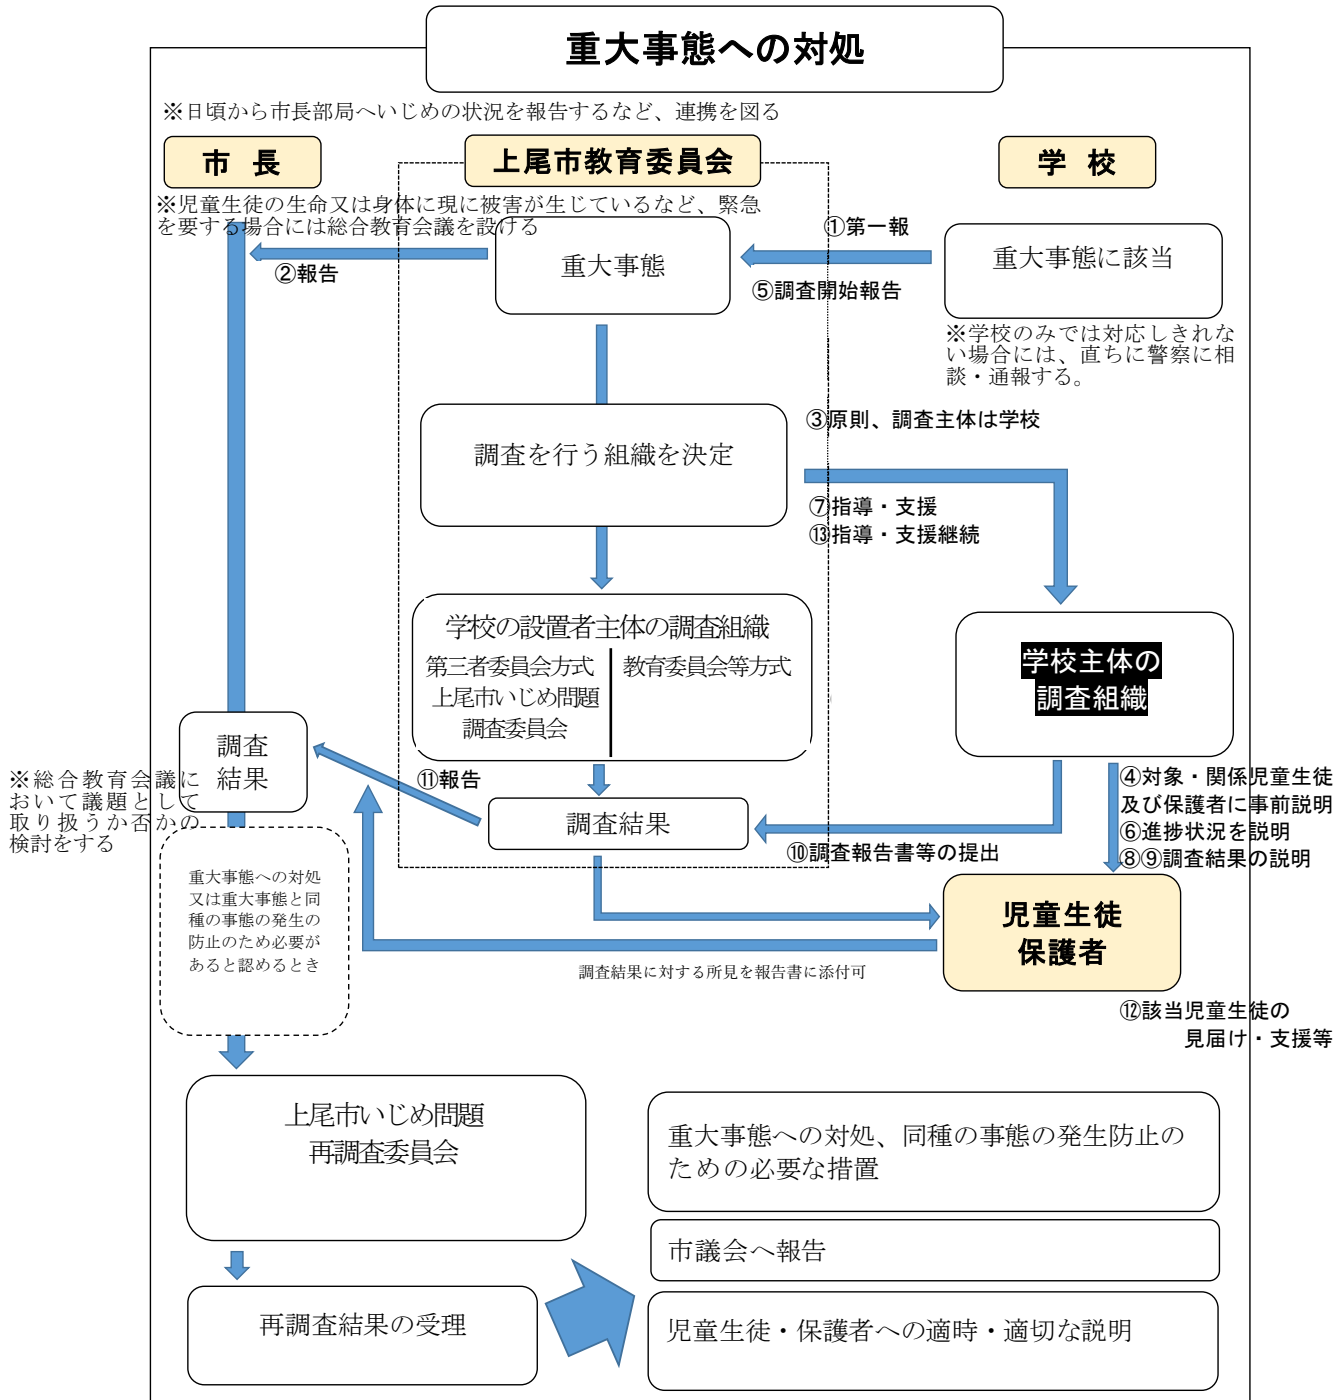 重大事態への対処
※日頃から市長部局へいじめの状況を報告するなど、連携を図る
市 長
上尾市教育委員会
学 校
※児童生徒の生命又は身体に現に被害が生じているなど、緊急
を要する場合には総合教育会議を設ける
①第一報
重大事態
重大事態に該当
②報告
⑤調査開始報告
※学校のみでは対応しきれな
い場合には、直ちに警察に相
談・通報する。
③原則、調査主体は学校
調査を行う組織を決定
⑦指導・支援
⑬指導・支援継続
学校の設置者主体の調査組織
第三者委員会方式
上尾市いじめ問題
調査委員会
教育委員会等方式
学校主体の
調査組織
調査
結果
※総合教育会議に
おいて議題として
取り扱うか否かの
検討をする
⑪報告
調査結果
④対象・関係児童生徒
及び保護者に事前説明
⑥進捗状況を説明
⑧⑨調査結果の説明
⑩調査報告書等の提出
重大事態への対処
又は重大事態と同
種の事態の発生の
防止のため必要が
あると認めるとき
児童生徒
保護者
調査結果に対する所見を報告書に添付可
⑫該当児童生徒の
見届け・支援等
上尾市いじめ問題
再調査委員会
重大事態への対処、同種の事態の発生防止の
ための必要な措置
市議会へ報告
再調査結果の受理
児童生徒・保護者への適時・適切な説明